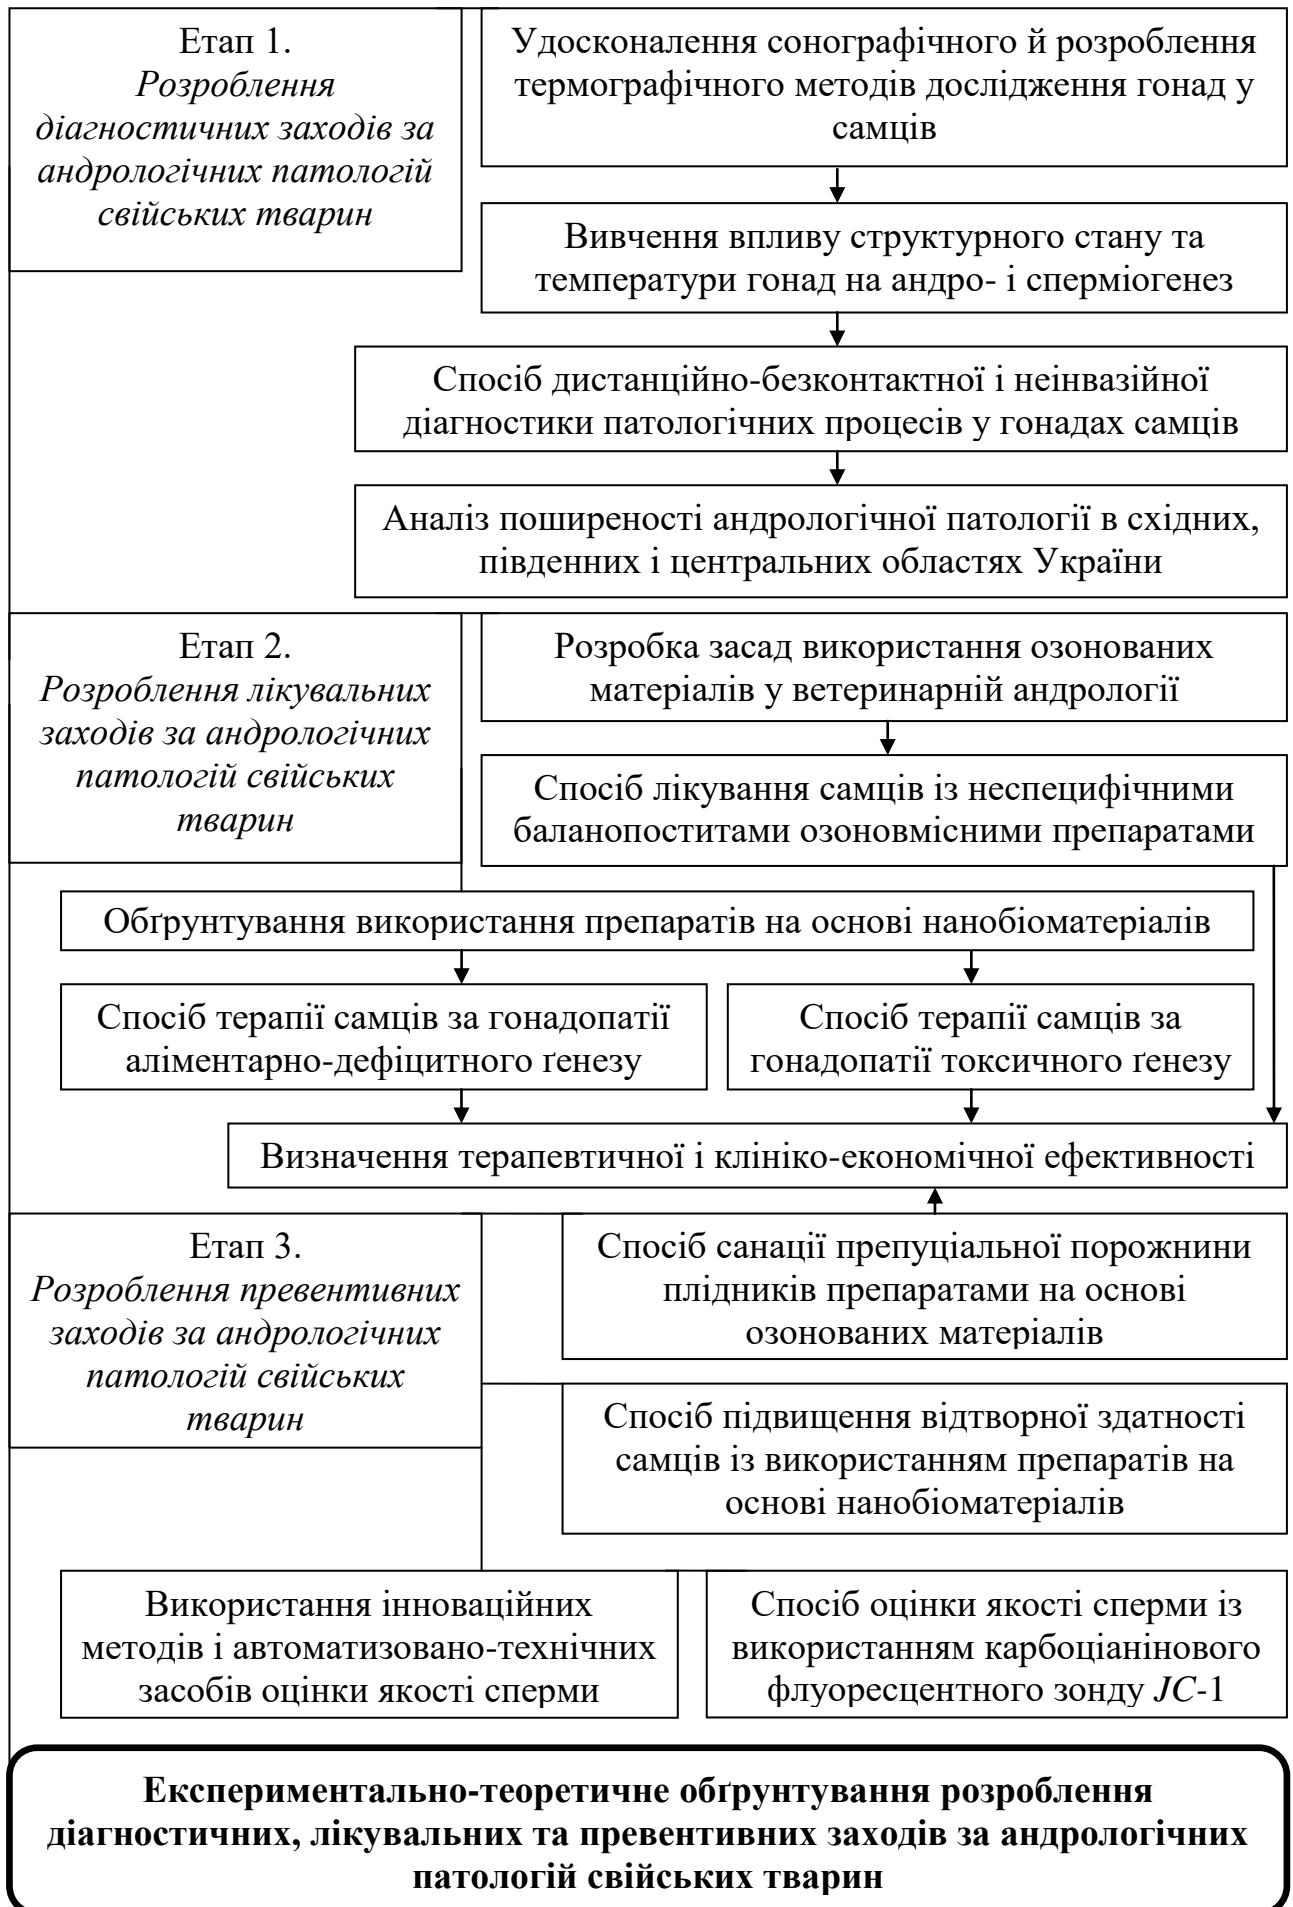 Етап 1.
Розроблення
діагностичних заходів за
андрологічних патологій
свійських тварин
Удосконалення сонографічного й розроблення
термографічного методів дослідження гонад у
самців
Вивчення впливу структурного стану та
температури гонад на андро- і сперміогенез
Спосіб дистанційно-безконтактної і неінвазійної
діагностики патологічних процесів у гонадах самців
Аналіз поширеності андрологічної патології в східних,
південних і центральних областях України
Етап 2.
Розроблення лікувальних
заходів за андрологічних
патологій свійських
тварин
Розробка засад використання озонованих
матеріалів у ветеринарній андрології
Спосіб лікування самців із неспецифічними
баланопоститами озоновмісними препаратами
Обґрунтування використання препаратів на основі нанобіоматеріалів
Спосіб терапії самців за гонадопатії
аліментарно-дефіцитного ґенезу
Спосіб терапії самців за
гонадопатії токсичного ґенезу
Визначення терапевтичної і клініко-економічної ефективності
Етап 3.
Розроблення превентивних
заходів за андрологічних
патологій свійських
тварин
Спосіб санації препуціальної порожнини
плідників препаратами на основі
озонованих матеріалів
Спосіб підвищення відтворної здатності
самців із використанням препаратів на
основі нанобіоматеріалів
Використання інноваційних
методів і автоматизовано-технічних
засобів оцінки якості сперми
Спосіб оцінки якості сперми із
використанням карбоціанінового
флуоресцентного зонду JC-1
Експериментально-теоретичне обґрунтування розроблення
діагностичних, лікувальних та превентивних заходів за андрологічних
патологій свійських тварин